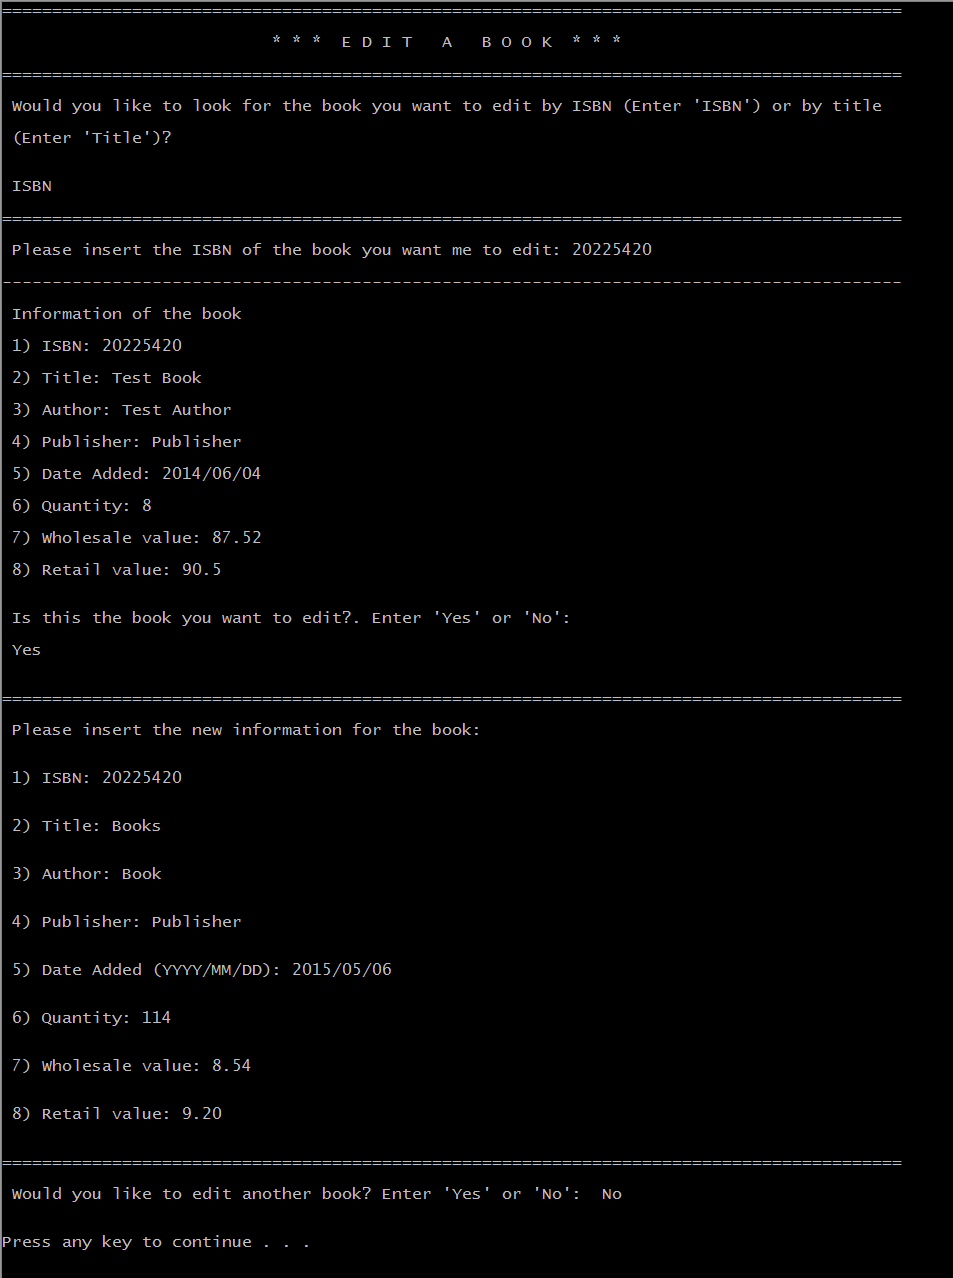 ==========================================================================================
* * *  E D I T   A   B O O K  * * *
==========================================================================================
Would you like to look for the book you want to edit by ISBN (Enter 'ISBN') or by title
(Enter 'Title')?
ISBN
==========================================================================================
Please insert the ISBN of the book you want me to edit: 20225420
------------------------------------------------------------------------------------------
Information of the book
1) ISBN: 20225420
2) Title: Test Book
3) Author: Test Author
4) Publisher: Publisher
5) Date Added: 2014/06/04
6) Quantity: 8
7) Wholesale value: 87.52
8) Retail value: 90.5
Is this the book you want to edit?. Enter 'Yes' or 'No':
Yes
==========================================================================================
Please insert the new information for the book:
1) ISBN: 20225420
2) Title: Books
3) Author: Book
4) Publisher: Publisher
5) Date Added (YYYY/MM/DD): 2015/05/06
6) Quantity: 114
7) Wholesale value: 8.54
8) Retail value: 9.20
==========================================================================================
Would you like to edit another book? Enter 'Yes' or 'No':  No
Press any key to continue . . .